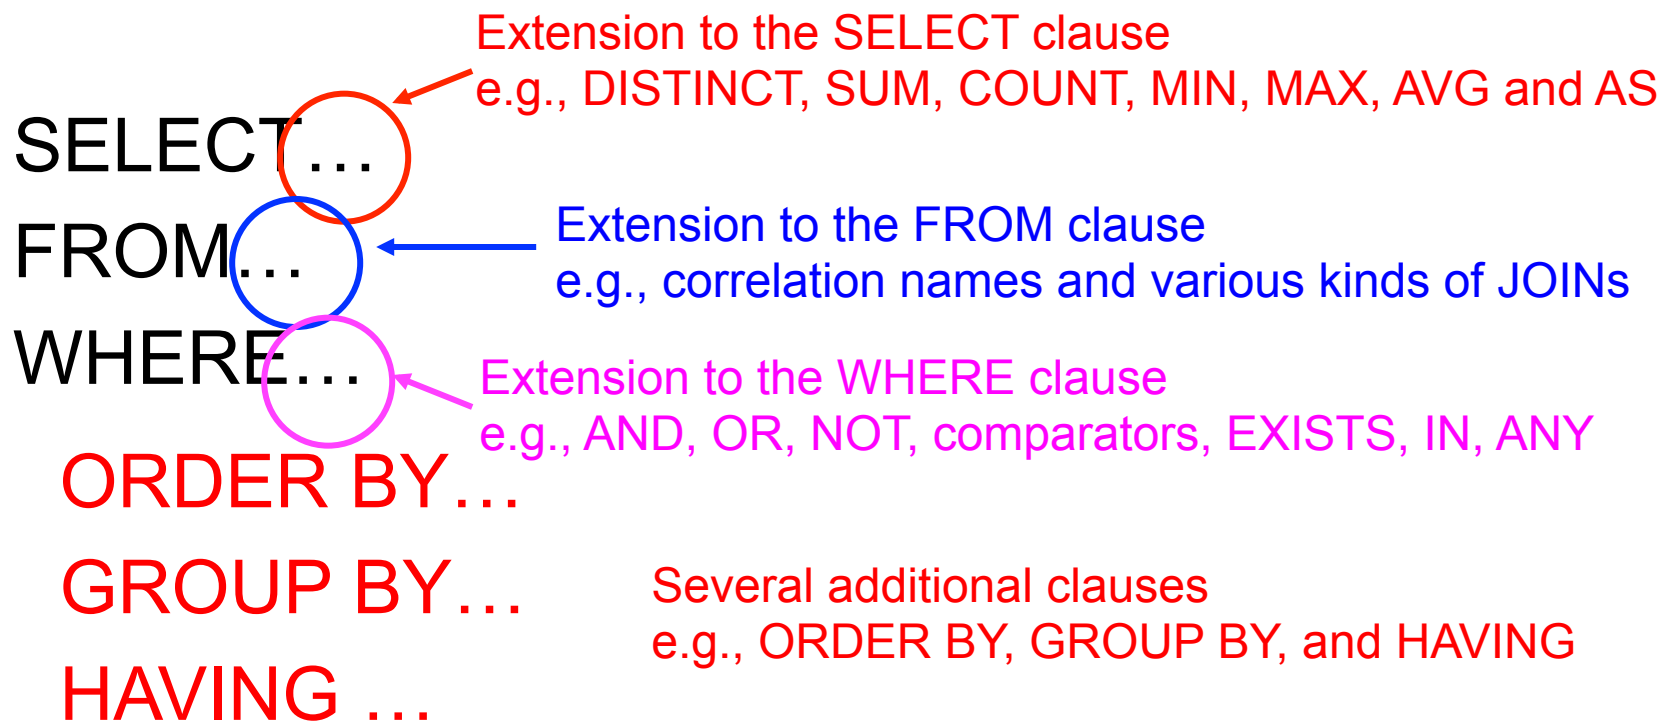 Extension to the SELECT clause
e.g., DISTINCT, SUM, COUNT, MIN, MAX, AVG and AS
SELECT…
FROM…
Extension to the FROM clause
e.g., correlation names and various kinds of JOINs
WHERE…
Extension to the WHERE clause
e.g., AND, OR, NOT, comparators, EXISTS, IN, ANY
ORDER BY…
GROUP BY…
Several additional clauses
e.g., ORDER BY, GROUP BY, and HAVING
HAVING …